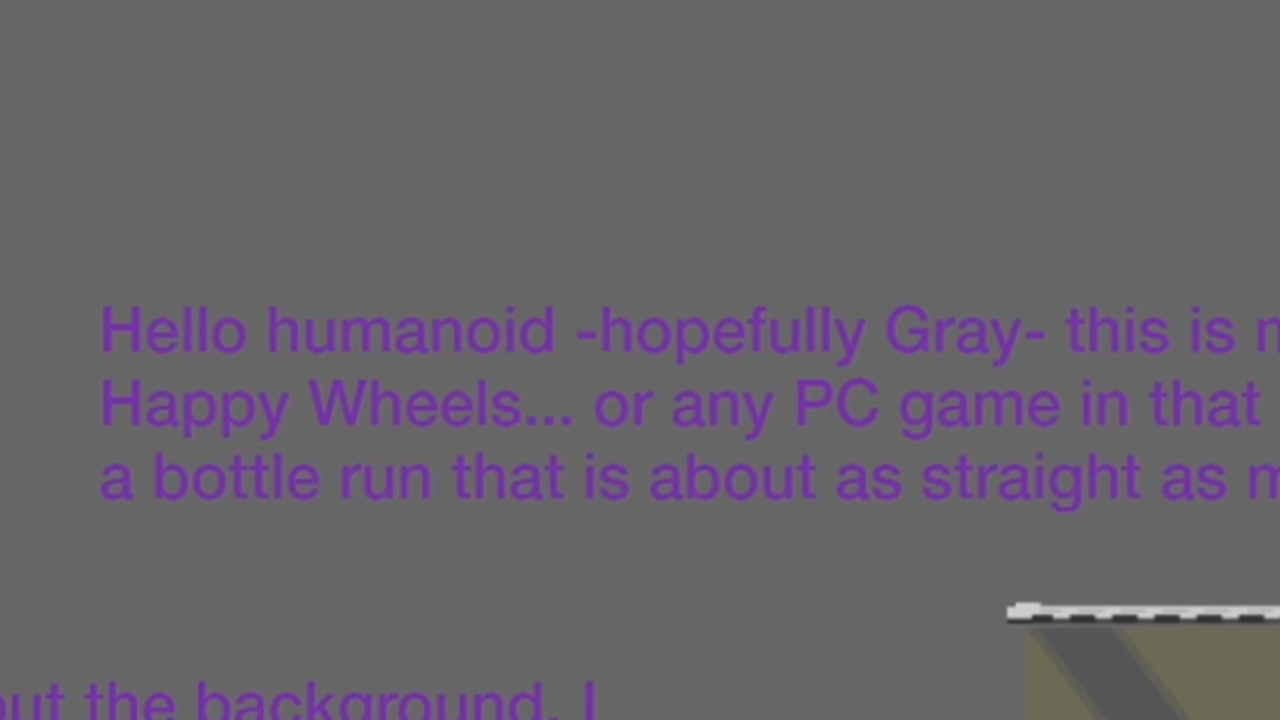 Hello humanoid -hopefully Gray- this is
Happy Wheels... or any PC game in that
a bottle run that is about as straight as
the background. I